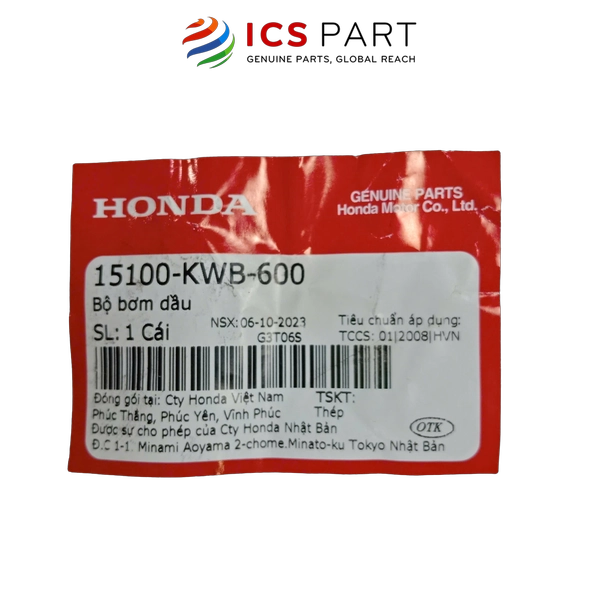 ICS PART
GENUINE PARTS, GLOBAL REACH
HONDA
GENUINE PARTS
Honda Motor Co., Ltd.
15100-KWB-600
Bộ bơm dầu
SL: 1 Cái
NSX: 06-10-2023
G3T06S
Tiêu chuẩn áp dụng:
TCCS: 01|2008|HVN
Đóng gói tại: Cty Honda Việt Nam
Phúc Thắng, Phúc Yên, Vĩnh Phúc
TSKT:
Thép
Được sự cho phép của Cty Honda Nhật Bản
Đ.C 1-1. Minami Aoyama 2-chome.Minato-ku Tokyo Nhật Bản
OTK